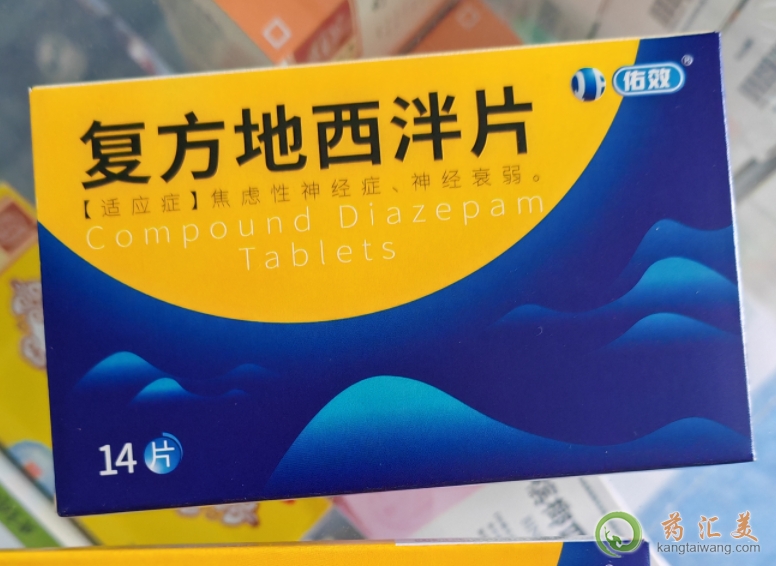 佑效®
复方地西泮片
【适应症】焦虑性神经症、神经衰弱。
Compound Diazepam
Tablets
14片
药汇美
kangtaiwang.com